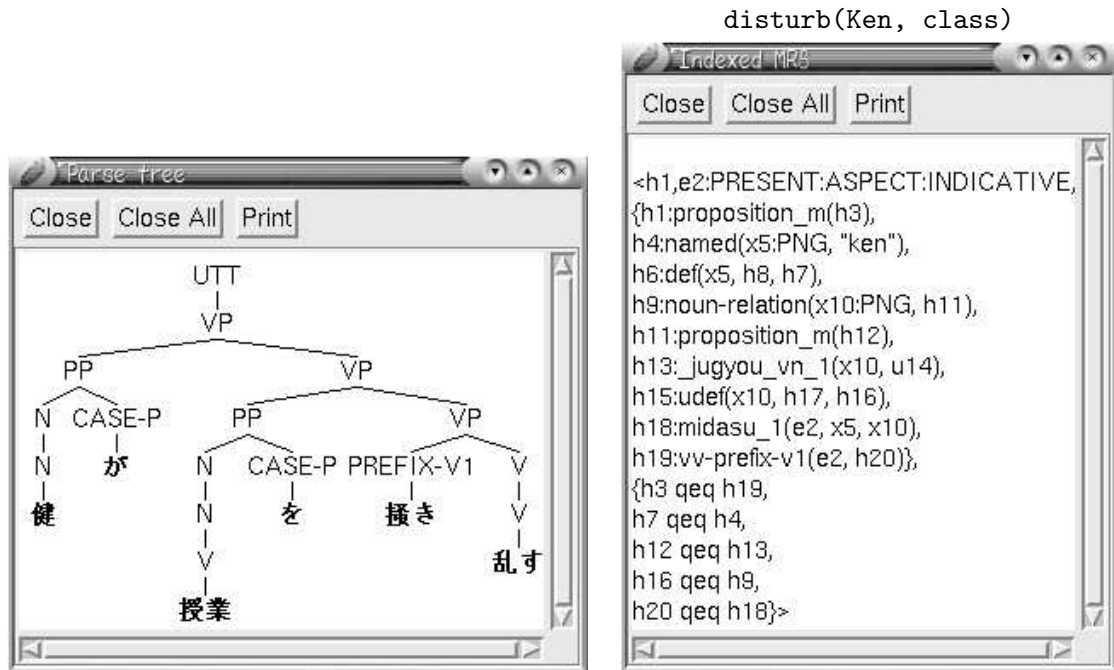 disturb(Ken, class)
Parse tree
Close Close All Print
UTT
VP
PP VP
N CASE-P PP VP
N が N CASE-P PREFIX-V1 V
健 N を 掻き V
V 乱す
授業
Indexed MRS
Close Close All Print
<h1,e2:PRESENT:ASPECT:INDICATIVE,
{h1:proposition_m(h3),
h4:named(x5:PNG, "ken"),
h6:def(x5, h8, h7),
h9:noun-relation(x10:PNG, h11),
h11:proposition_m(h12),
h13:_jugyou_vn_1(x10, u14),
h15:udef(x10, h17, h16),
h18:midasu_1(e2, x5, x10),
h19:vv-prefix-v1(e2, h20)},
{h3 qeq h19,
h7 qeq h4,
h12 qeq h13,
h16 qeq h9,
h20 qeq h18}>